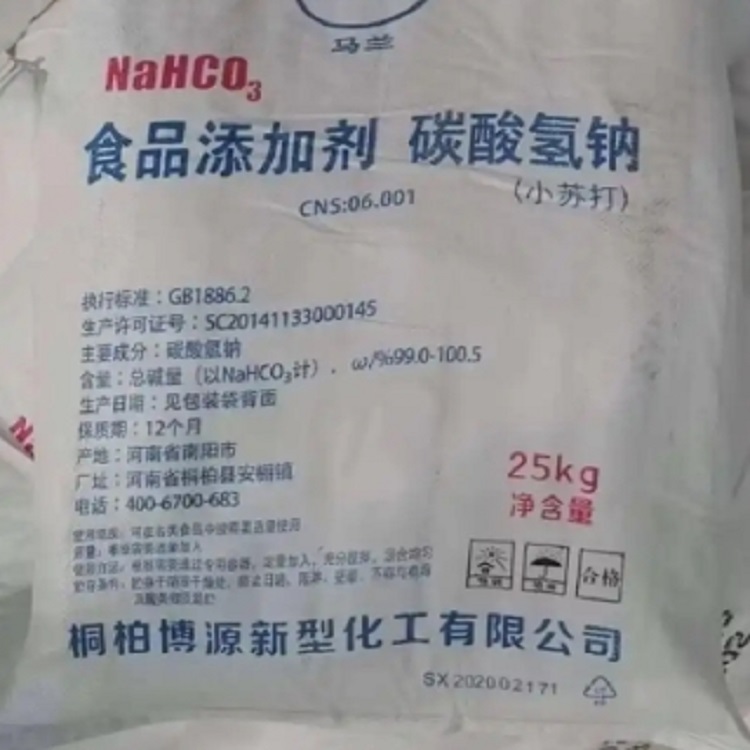 马兰
NaHCO₃
食品添加剂 碳酸氢钠
CNS:06.001
(小苏打)
执行标准：GB1886.2
生产许可证号：SC20141133000145
主要成分：碳酸氢钠
含量：总碱量（以NaHCO₃计）. ω/%99.0-100.5
生产日期：见包装袋背面
保质期：12个月
产地：河南省南阳市
厂址：河南省桐柏县安棚镇
电话：400-6700-683
25kg
净含量
合格
桐柏博源新型化工有限公司
SX 202002171